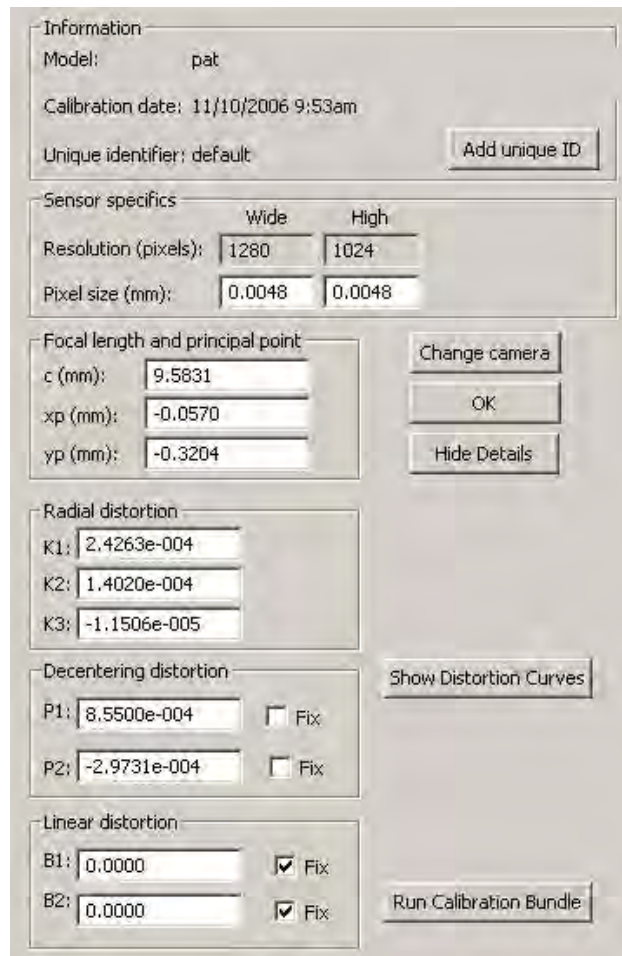 Information
Model: pat
Calibration date: 11/10/2006 9:53am
Unique identifier: default
Add unique ID
Sensor specifics
Wide High
Resolution (pixels): 1280 1024
Pixel size (mm): 0.0048 0.0048
Focal length and principal point
c (mm): 9.5831
xp (mm): -0.0570
yp (mm): -0.3204
Change camera
OK
Hide Details
Radial distortion
K1: 2.4263e-004
K2: 1.4020e-004
K3: -1.1506e-005
Decentering distortion
P1: 8.5500e-004 Fix
P2: -2.9731e-004 Fix
Show Distortion Curves
Linear distortion
B1: 0.0000 Fix
B2: 0.0000 Fix
Run Calibration Bundle